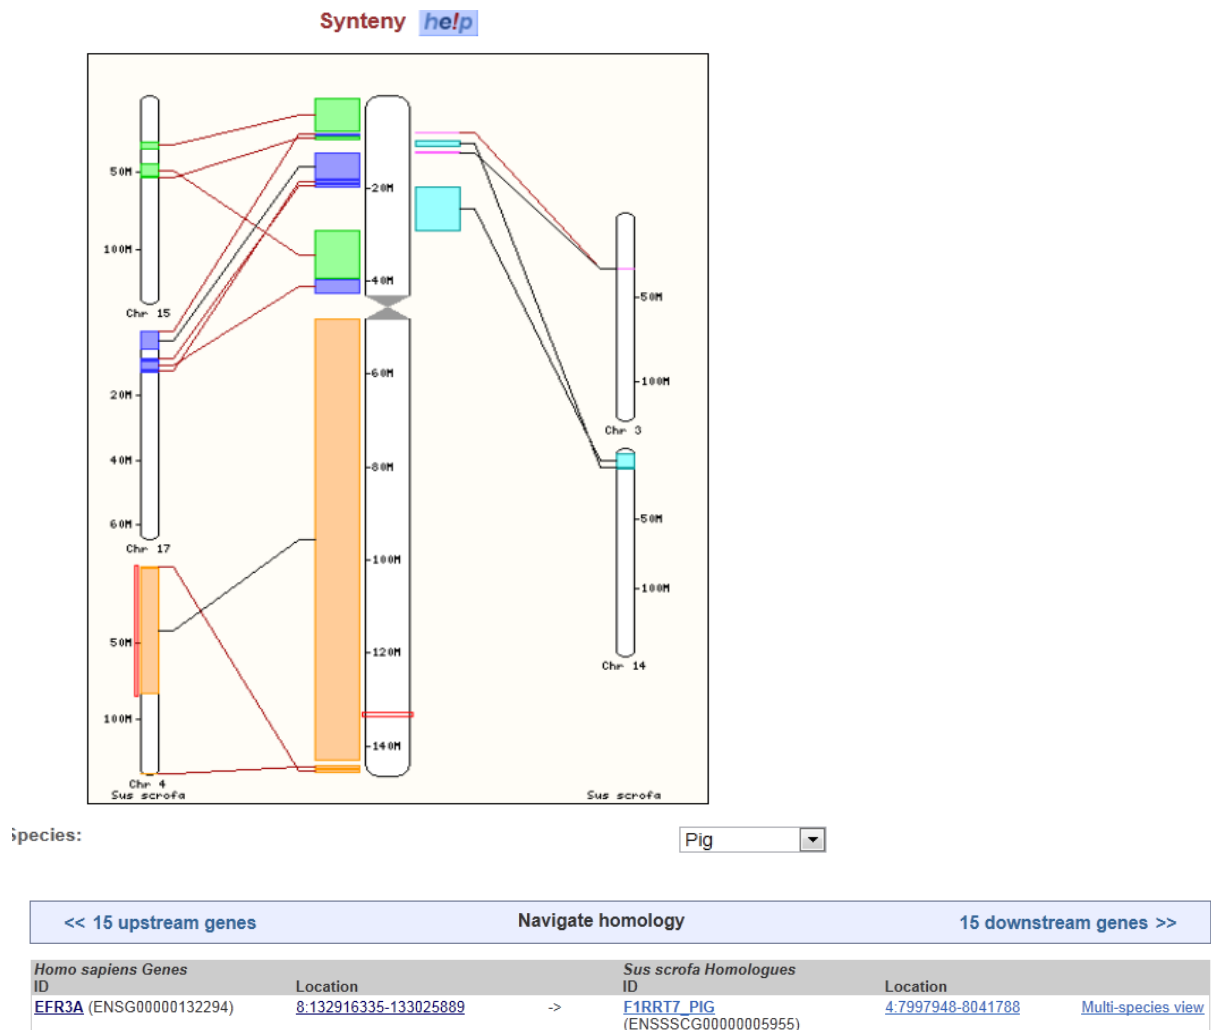 Synteny help
50M
100M
Chr 15
20M
40M
60M
Chr 17
50M
100M
Chr 4
Sus scrofa
20M
40M
60M
80M
100M
120M
140M
50M
100M
Chr 3
50M
100M
Chr 14
Sus scrofa
Species: Pig
<< 15 upstream genes Navigate homology 15 downstream genes >>
Homo sapiens Genes Sus scrofa Homologues
ID Location ID Location
EFR3A (ENSG00000132294) 8:132916335-133025889 -> F1RRT7_PIG 4:7997948-8041788 Multi-species view
(ENSSSCG00000005955)